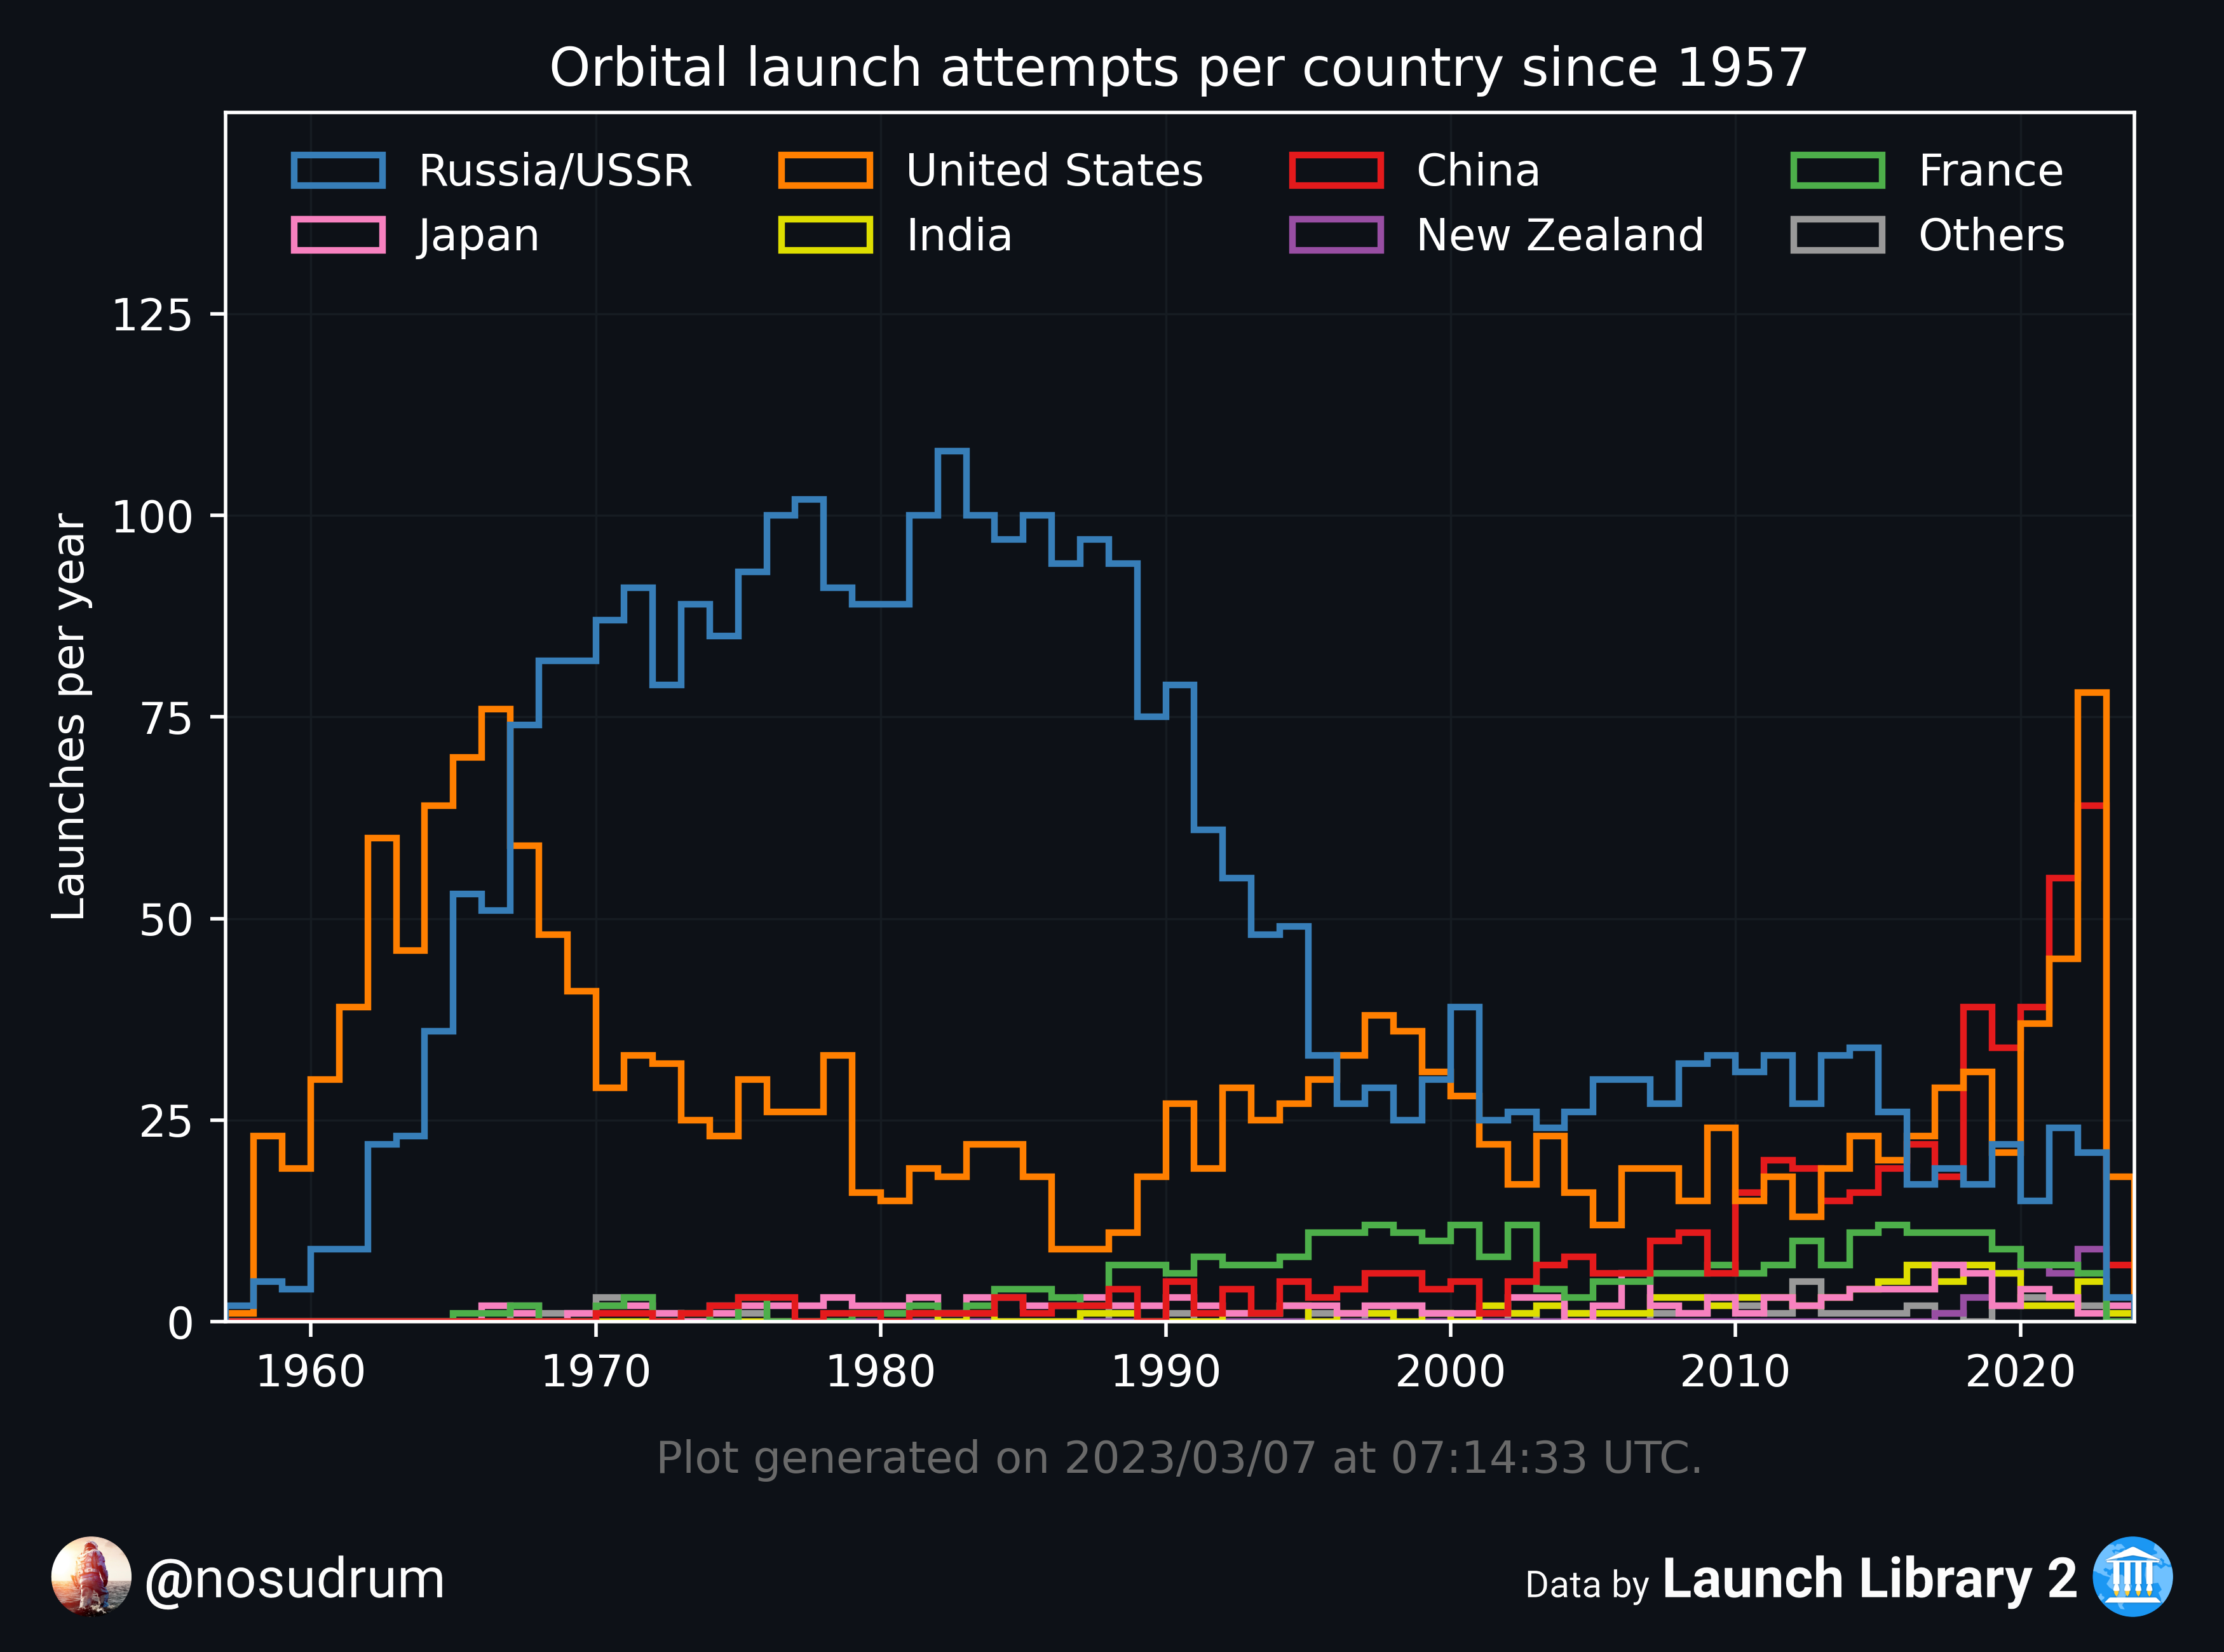 Orbital launch attempts per country since 1957
Russia/USSR United States China France
Japan India New Zealand Others
125
100
75
50
25
0
Launches per year
1960 1970 1980 1990 2000 2010 2020
Plot generated on 2023/03/07 at 07:14:33 UTC.
@nosudrum
Data by Launch Library 2